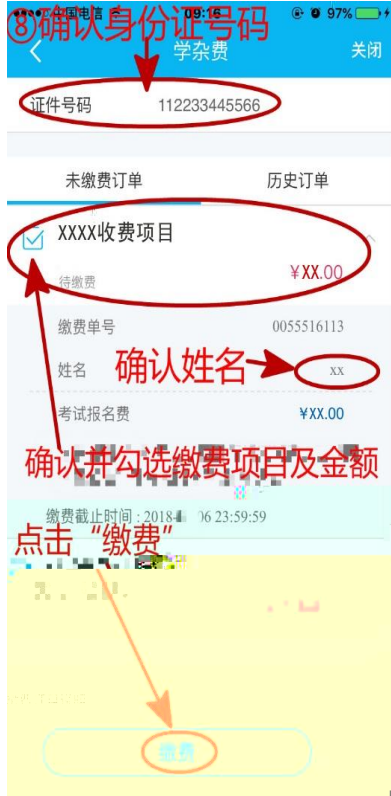 中国电信 09:16 97%
⑧确认身份证号码
学杂费 关闭
证件号码 112233445566
未缴费订单 历史订单
XXXX收费项目
待缴费 ¥XX.00
缴费单号 0055516113
姓名 确认姓名 xx
考试报名费 ¥XX.00
确认并勾选缴费项目及金额
缴费截止时间 : 2018- 06 23:59:59
点击“缴费”
缴费